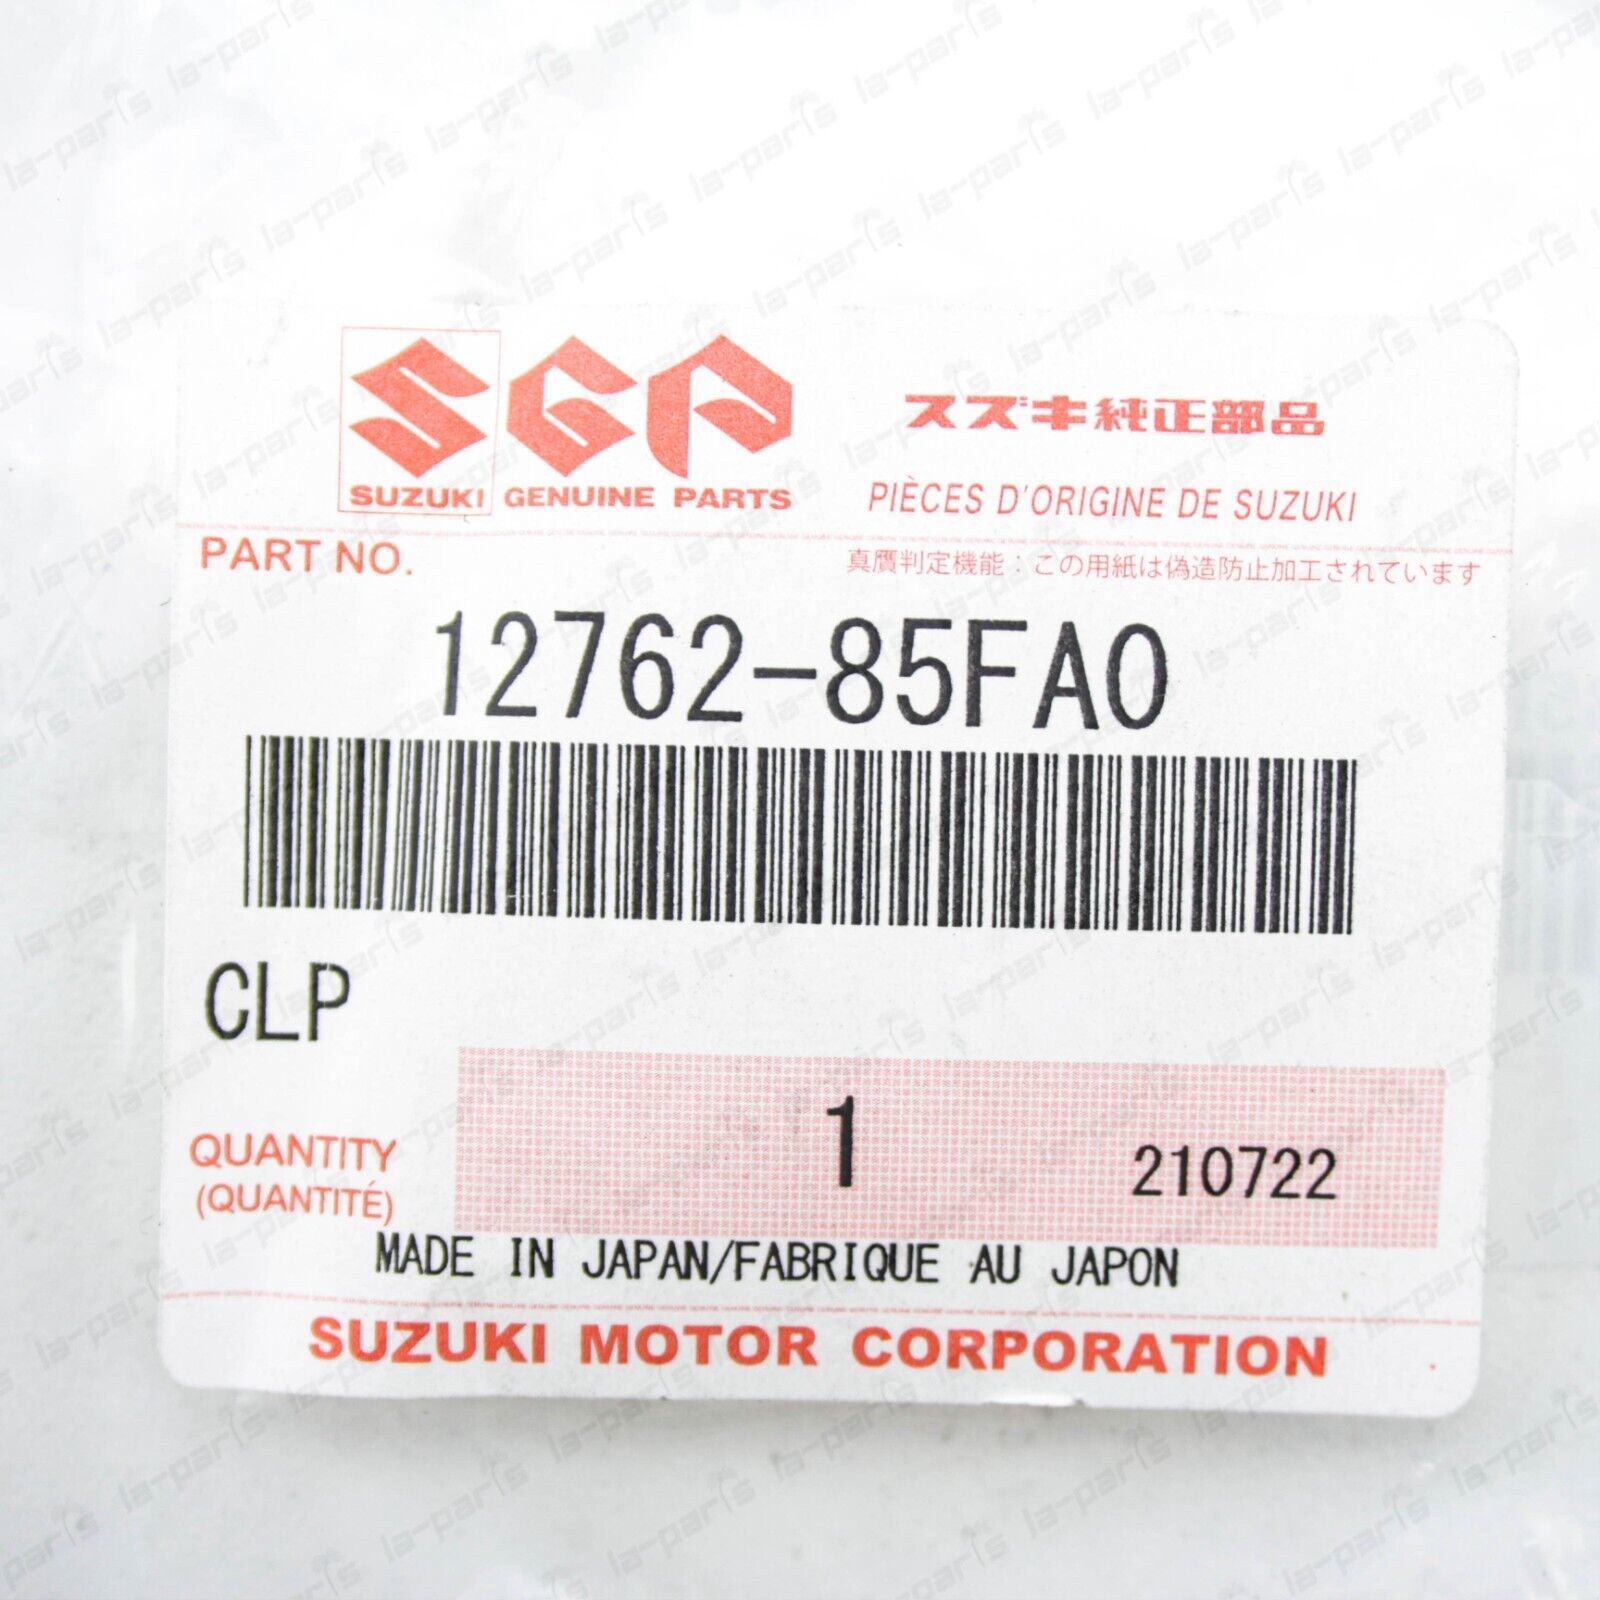 SGP
SUZUKI GENUINE PARTS
スズキ純正部品
PIÈCES D'ORIGINE DE SUZUKI
PART NO.
真贋判定機能:この用紙は偽造防止加工されています
12762-85FA0
CLP
QUANTITY
(QUANTITÉ)
1
210722
MADE IN JAPAN/FABRIQUE AU JAPON
SUZUKI MOTOR CORPORATION
la-parts